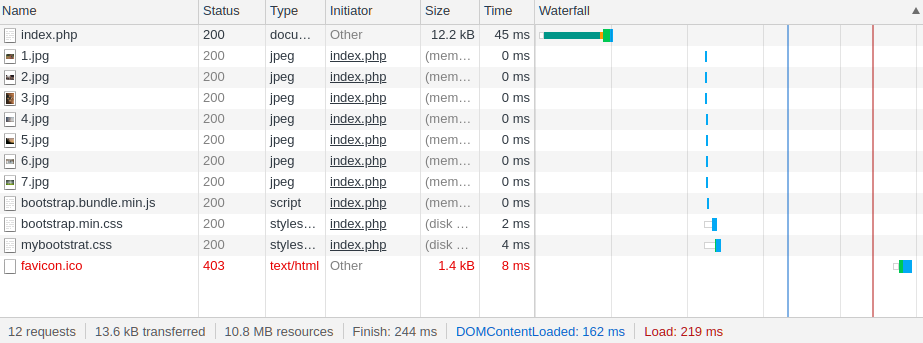 Name Status Type Initiator Size Time Waterfall
index.php 200 docu… Other 12.2 kB 45 ms
1.jpg 200 jpeg index.php (mem… 0 ms
2.jpg 200 jpeg index.php (mem… 0 ms
3.jpg 200 jpeg index.php (mem… 0 ms
4.jpg 200 jpeg index.php (mem… 0 ms
5.jpg 200 jpeg index.php (mem… 0 ms
6.jpg 200 jpeg index.php (mem… 0 ms
7.jpg 200 jpeg index.php (mem… 0 ms
bootstrap.bundle.min.js 200 script index.php (mem… 0 ms
bootstrap.min.css 200 styles… index.php (disk … 2 ms
mybootstrat.css 200 styles… index.php (disk … 4 ms
favicon.ico 403 text/html Other 1.4 kB 8 ms
12 requests 13.6 kB transferred 10.8 MB resources Finish: 244 ms DOMContentLoaded: 162 ms Load: 219 ms